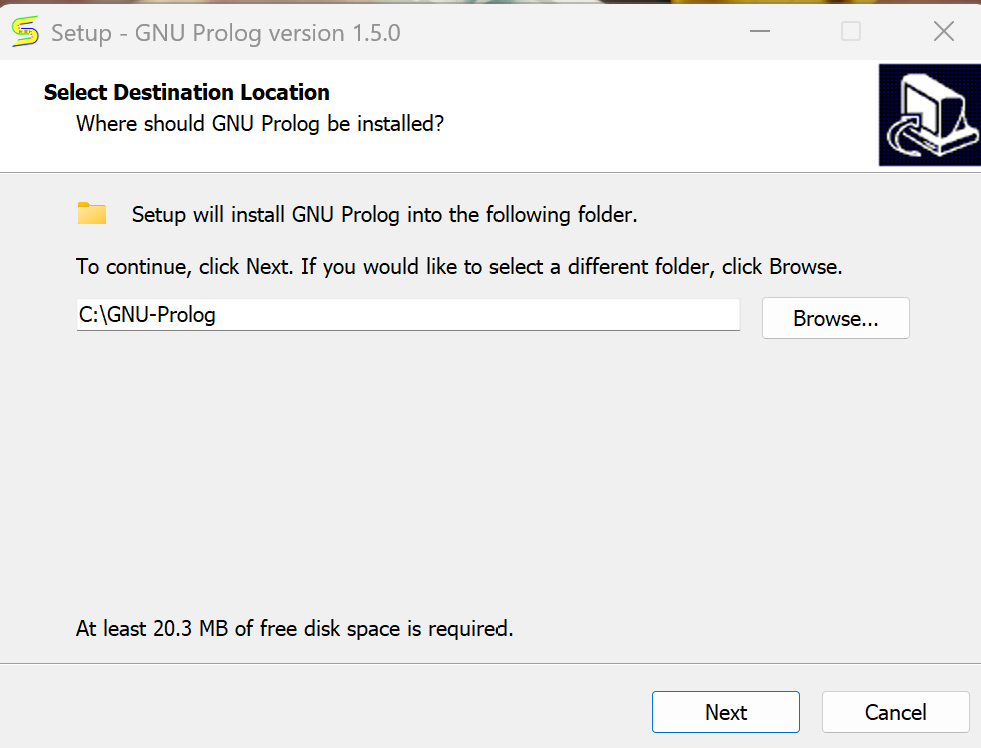 Setup - GNU Prolog version 1.5.0
Select Destination Location
Where should GNU Prolog be installed?
Setup will install GNU Prolog into the following folder.
To continue, click Next. If you would like to select a different folder, click Browse.
C:\GNU-Prolog
Browse...
At least 20.3 MB of free disk space is required.
Next
Cancel